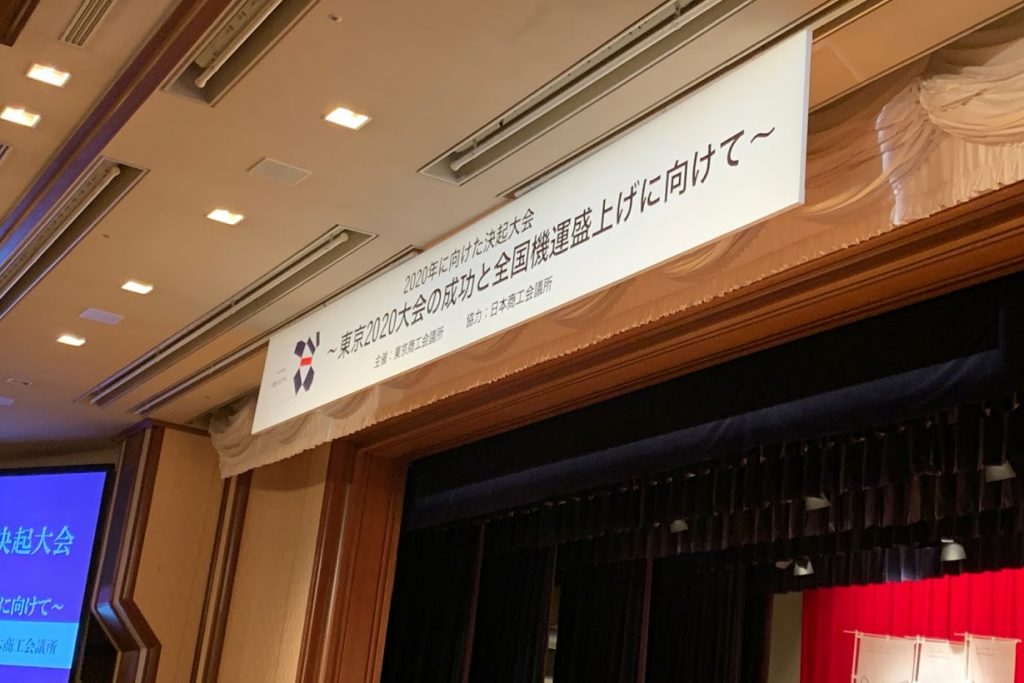 2020年に向けた決起大会
~東京2020大会の成功と全国機運盛上げに向けて~
主催:東京商工会議所 協力:日本商工会議所
決起大会
に向けて~
本商工会議所